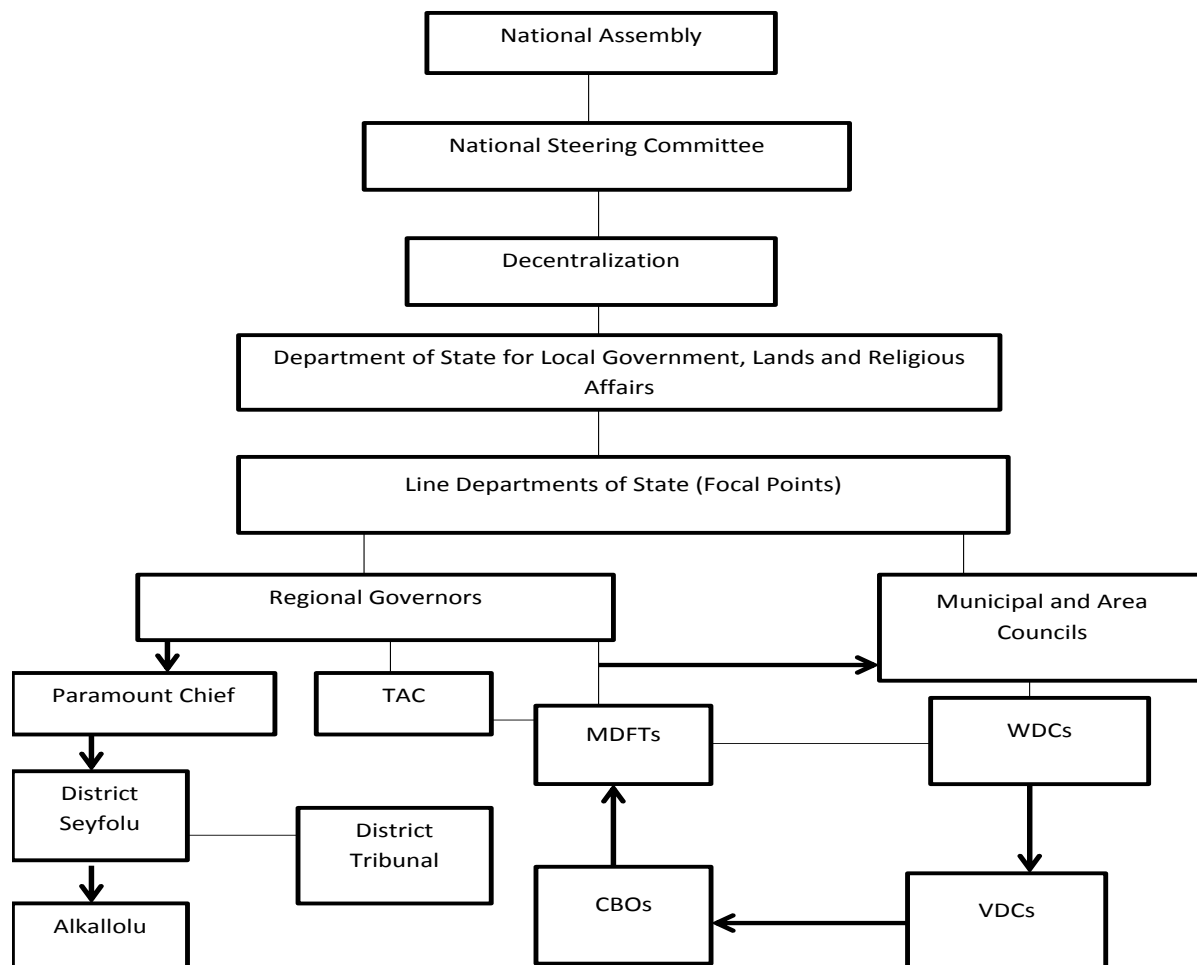 National Assembly
National Steering Committee
Decentralization
Department of State for Local Government, Lands and Religious
Affairs
Line Departments of State (Focal Points)
Regional Governors
Municipal and Area
Councils
Paramount Chief
TAC
MDFTs
WDCs
District
Seyfolu
District
Tribunal
CBOs
VDCs
Alkallolu